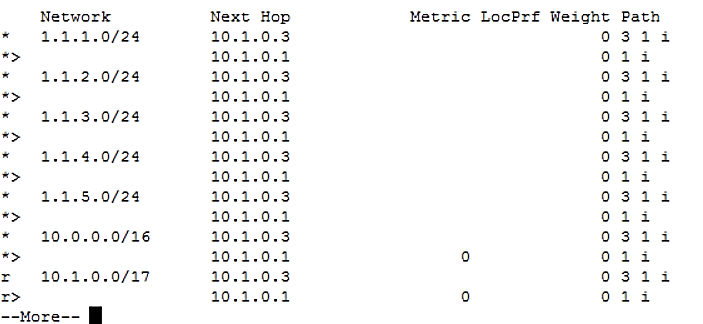 Network          Next Hop            Metric LocPrf Weight Path
*    1.1.1.0/24       10.1.0.3                               0 3 1 i
*>                    10.1.0.1                               0 1 i
*    1.1.2.0/24       10.1.0.3                               0 3 1 i
*>                    10.1.0.1                               0 1 i
*    1.1.3.0/24       10.1.0.3                               0 3 1 i
*>                    10.1.0.1                               0 1 i
*    1.1.4.0/24       10.1.0.3                               0 3 1 i
*>                    10.1.0.1                               0 1 i
*    1.1.5.0/24       10.1.0.3                               0 3 1 i
*>                    10.1.0.1                               0 1 i
*    10.0.0.0/16      10.1.0.3                               0 3 1 i
*>                    10.1.0.1                 0             0 1 i
r    10.1.0.0/17      10.1.0.3                               0 3 1 i
r>                    10.1.0.1                 0             0 1 i
--More--